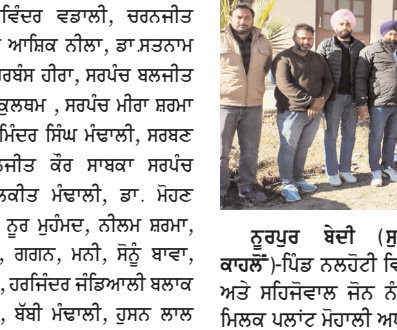 ਵਿੰਦਰ ਵਡਾਲੀ, ਚਰਨਜੀਤ
ਆਸ਼ਿਕ ਨੀਲਾ, ਡਾ.ਸਤਨਾਮ
ਰਬੰਸ ਹੀਰਾ, ਸਰਪੰਚ ਬਲਜੀਤ
ਕੁਲਥਮ , ਸਰਪੰਚ ਮੀਰਾ ਸ਼ਰਮਾ
ਮਿੰਦਰ ਸਿੰਘ ਮੰਢਾਲੀ, ਸਰਬਣ
ਜੀਤ ਕੌਰ ਸਾਬਕਾ ਸਰਪੰਚ
ਲਕੀਤ ਮੰਢਾਲੀ, ਡਾ. ਮੋਹਣ
ਨੂਰ ਮੁਹੰਮਦ, ਨੀਲਮ ਸ਼ਰਮਾ,
, ਗਗਨ, ਮਨੀ, ਸੋਨੂੰ ਬਾਵਾ,
, ਹਰਜਿੰਦਰ ਜੰਡਿਆਲੀ ਬਲਾਕ
, ਬੱਬੀ ਮੰਢਾਲੀ, ਹੁਸਨ ਲਾਲ
ਨੂਰਪੁਰ ਬੇਦੀ (ਸੁ
ਕਾਹਲੋਂ)-ਪਿੰਡ ਨਲਹੋਟੀ ਵਿ
ਅਤੇ ਸਹਿਜੋਵਾਲ ਜੋਨ ਨੰ
ਮਿਲਕ ਪਲਾਂਟ ਮੋਹਾਲੀ ਆ